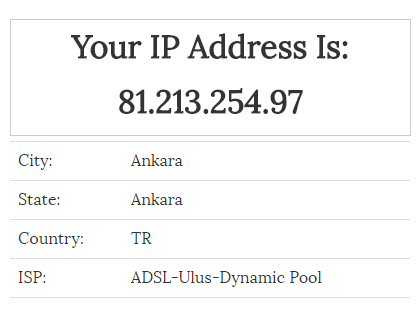 Your IP Address Is:
81.213.254.97
City: Ankara
State: Ankara
Country: TR
ISP: ADSL-Ulus-Dynamic Pool